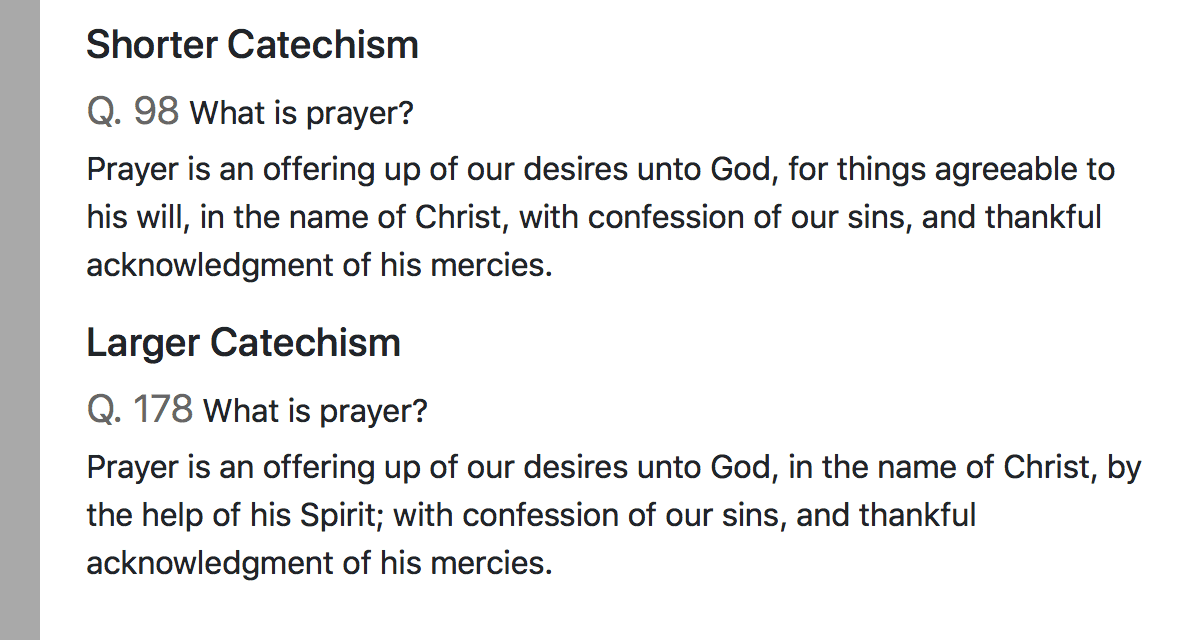 Shorter Catechism
Q. 98 What is prayer?
Prayer is an offering up of our desires unto God, for things agreeable to
his will, in the name of Christ, with confession of our sins, and thankful
acknowledgment of his mercies.
Larger Catechism
Q. 178 What is prayer?
Prayer is an offering up of our desires unto God, in the name of Christ, by
the help of his Spirit; with confession of our sins, and thankful
acknowledgment of his mercies.